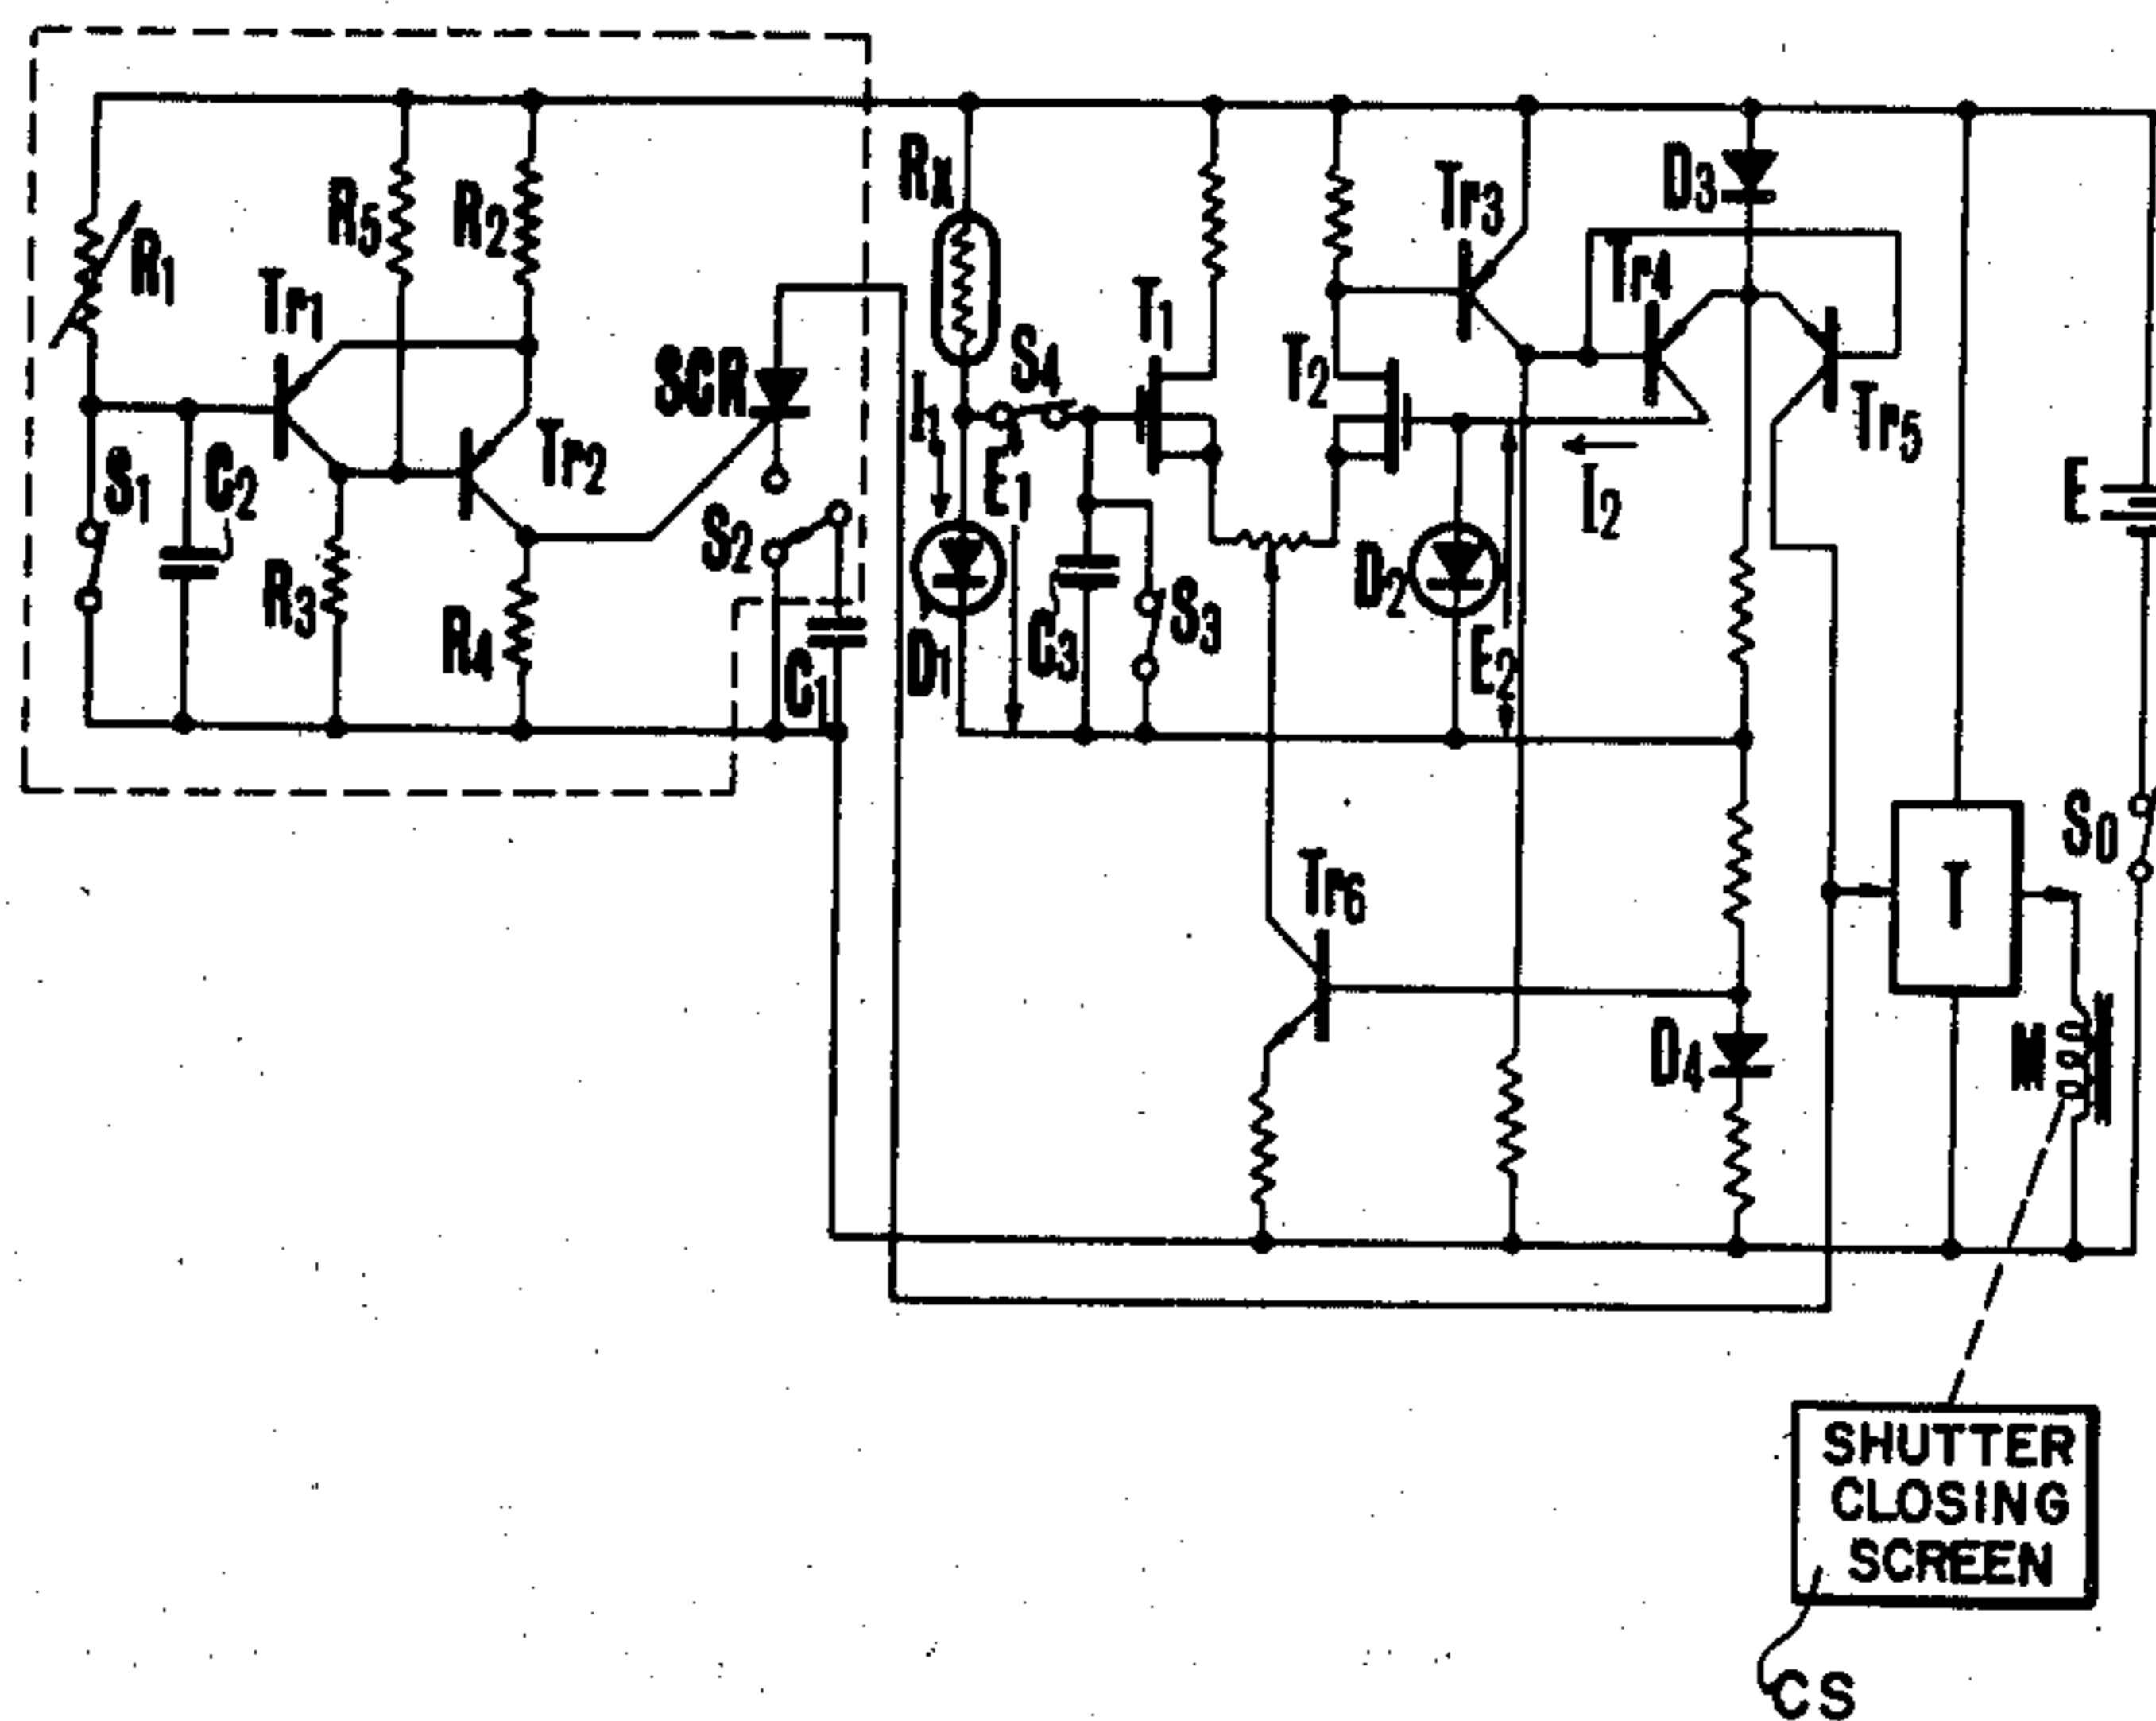 R1
S1
C2
Tr1
R5
R2
Tr2
R3
R4
SCR
S2
C1
Rx
I1
S4
E1
D1
C3
S3
T1
T2
D2
E2
I2
Tr3
Tr4
D3
Tr5
Tr6
D4
T
M
E
S0
SHUTTER
CLOSING
SCREEN
CS